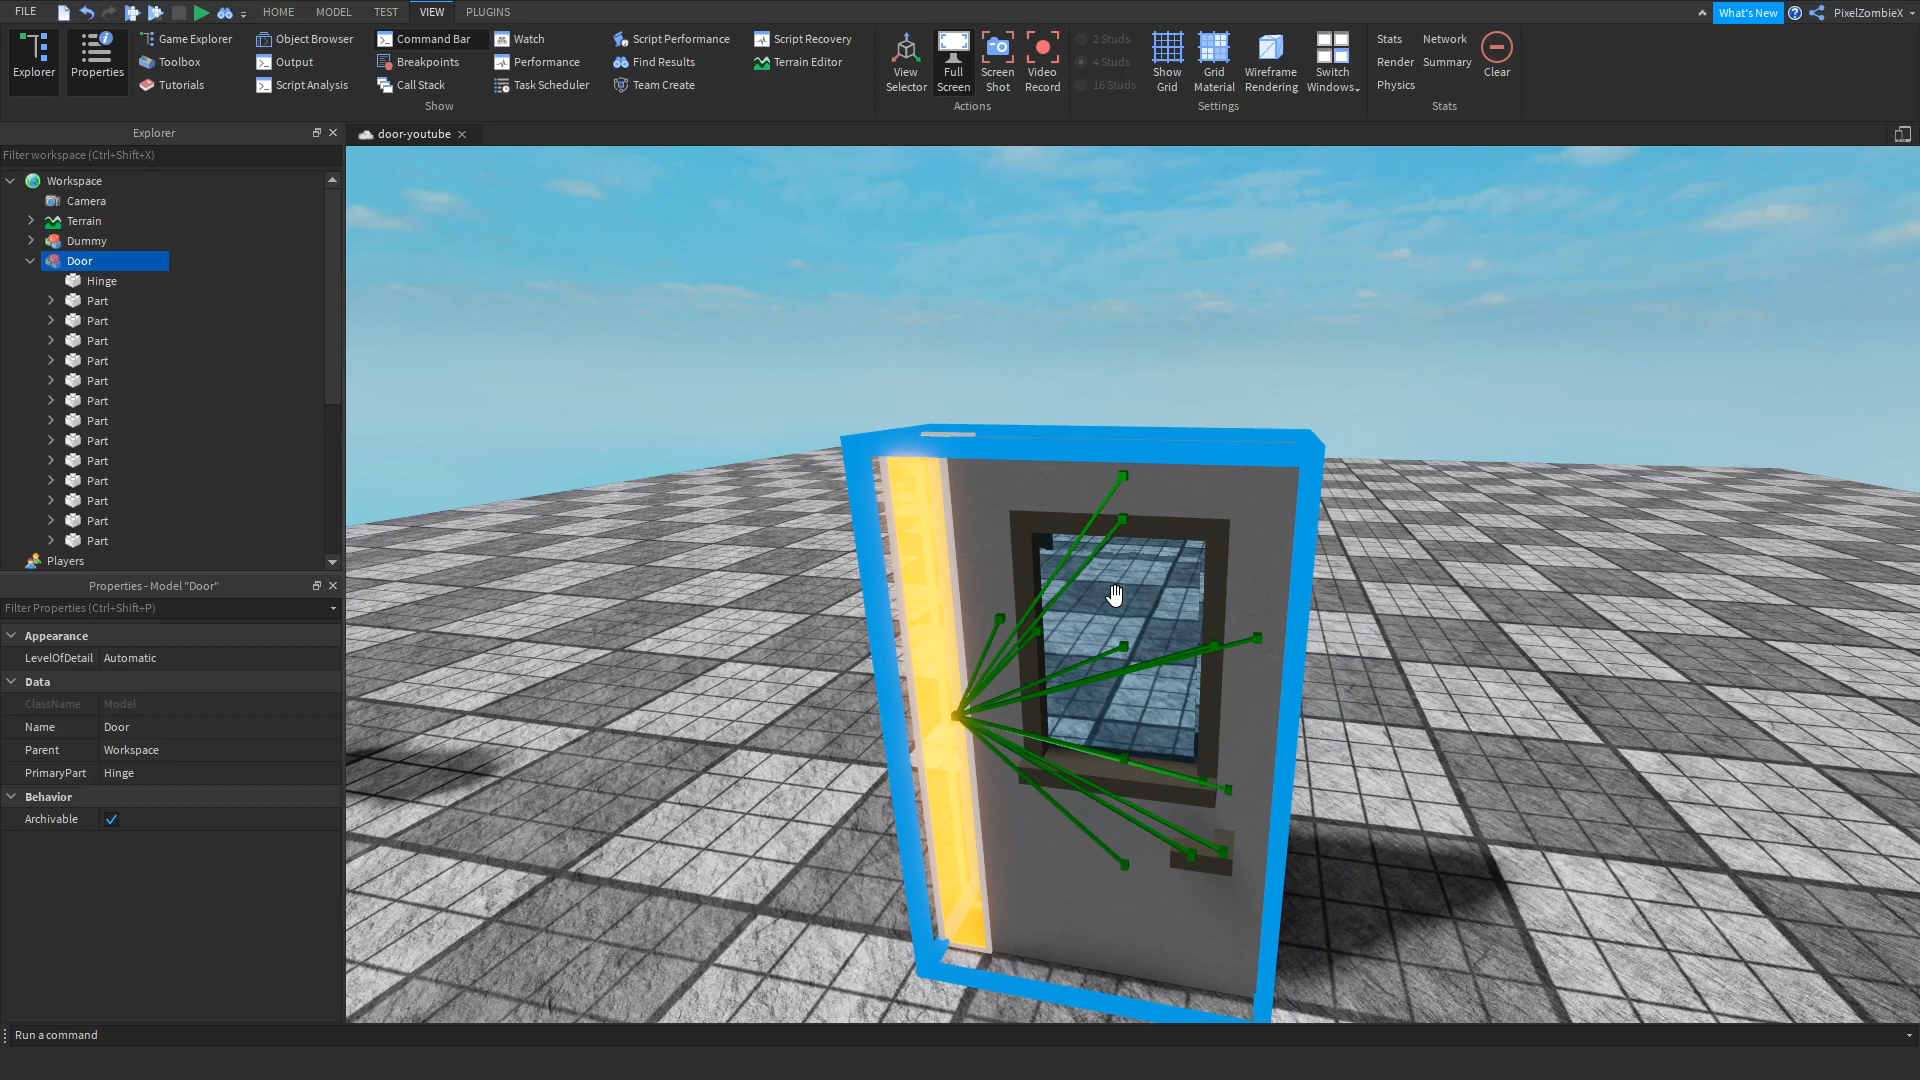 FILE
HOME
MODEL
TEST
VIEW
PLUGINS
What's New
PixelZombieX
Explorer
Properties
Game Explorer
Toolbox
Tutorials
Object Browser
Output
Script Analysis
Command Bar
Breakpoints
Call Stack
Watch
Performance
Task Scheduler
Script Performance
Find Results
Team Create
Script Recovery
Terrain Editor
Show
View
Selector
Full
Screen
Screen
Shot
Video
Record
Actions
2 Studs
4 Studs
16 Studs
Show
Grid
Grid
Material
Wireframe
Rendering
Switch
Windows
Settings
Stats
Network
Render
Summary
Physics
Clear
Stats
Explorer
door-youtube
Filter workspace (Ctrl+Shift+X)
Workspace
Camera
Terrain
Dummy
Door
Hinge
Part
Part
Part
Part
Part
Part
Part
Part
Part
Part
Part
Part
Part
Players
Properties - Model "Door"
Filter Properties (Ctrl+Shift+P)
Appearance
LevelOfDetail Automatic
Data
ClassName Model
Name Door
Parent Workspace
PrimaryPart Hinge
Behavior
Archivable
Run a command